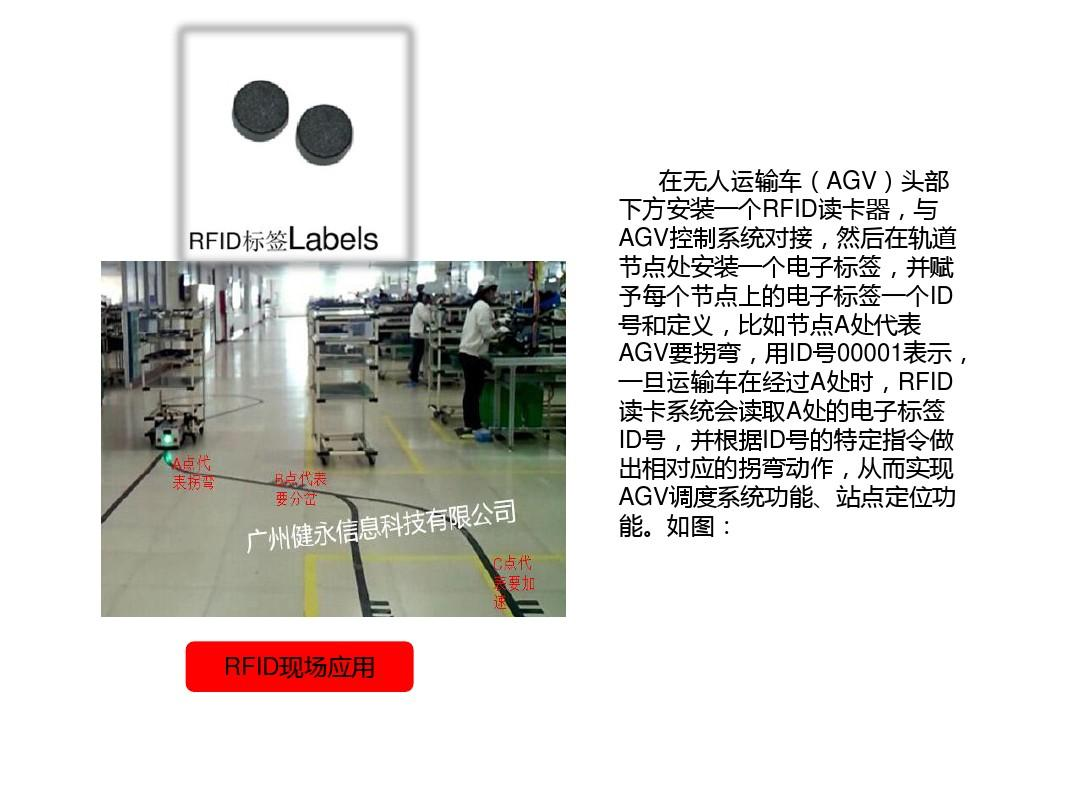 RFID标签Labels
A点代
表拐弯
B点代表
要分岔
广州健永信息科技有限公司
C点代
表要加
速
RFID现场应用
在无人运输车（AGV）头部
下方安装一个RFID读卡器，与
AGV控制系统对接，然后在轨道
节点处安装一个电子标签，并赋
予每个节点上的电子标签一个ID
号和定义，比如节点A处代表
AGV要拐弯，用ID号00001表示，
一旦运输车在经过A处时，RFID
读卡系统会读取A处的电子标签
ID号，并根据ID号的特定指令做
出相对应的拐弯动作，从而实现
AGV调度系统功能、站点定位功
能。如图：